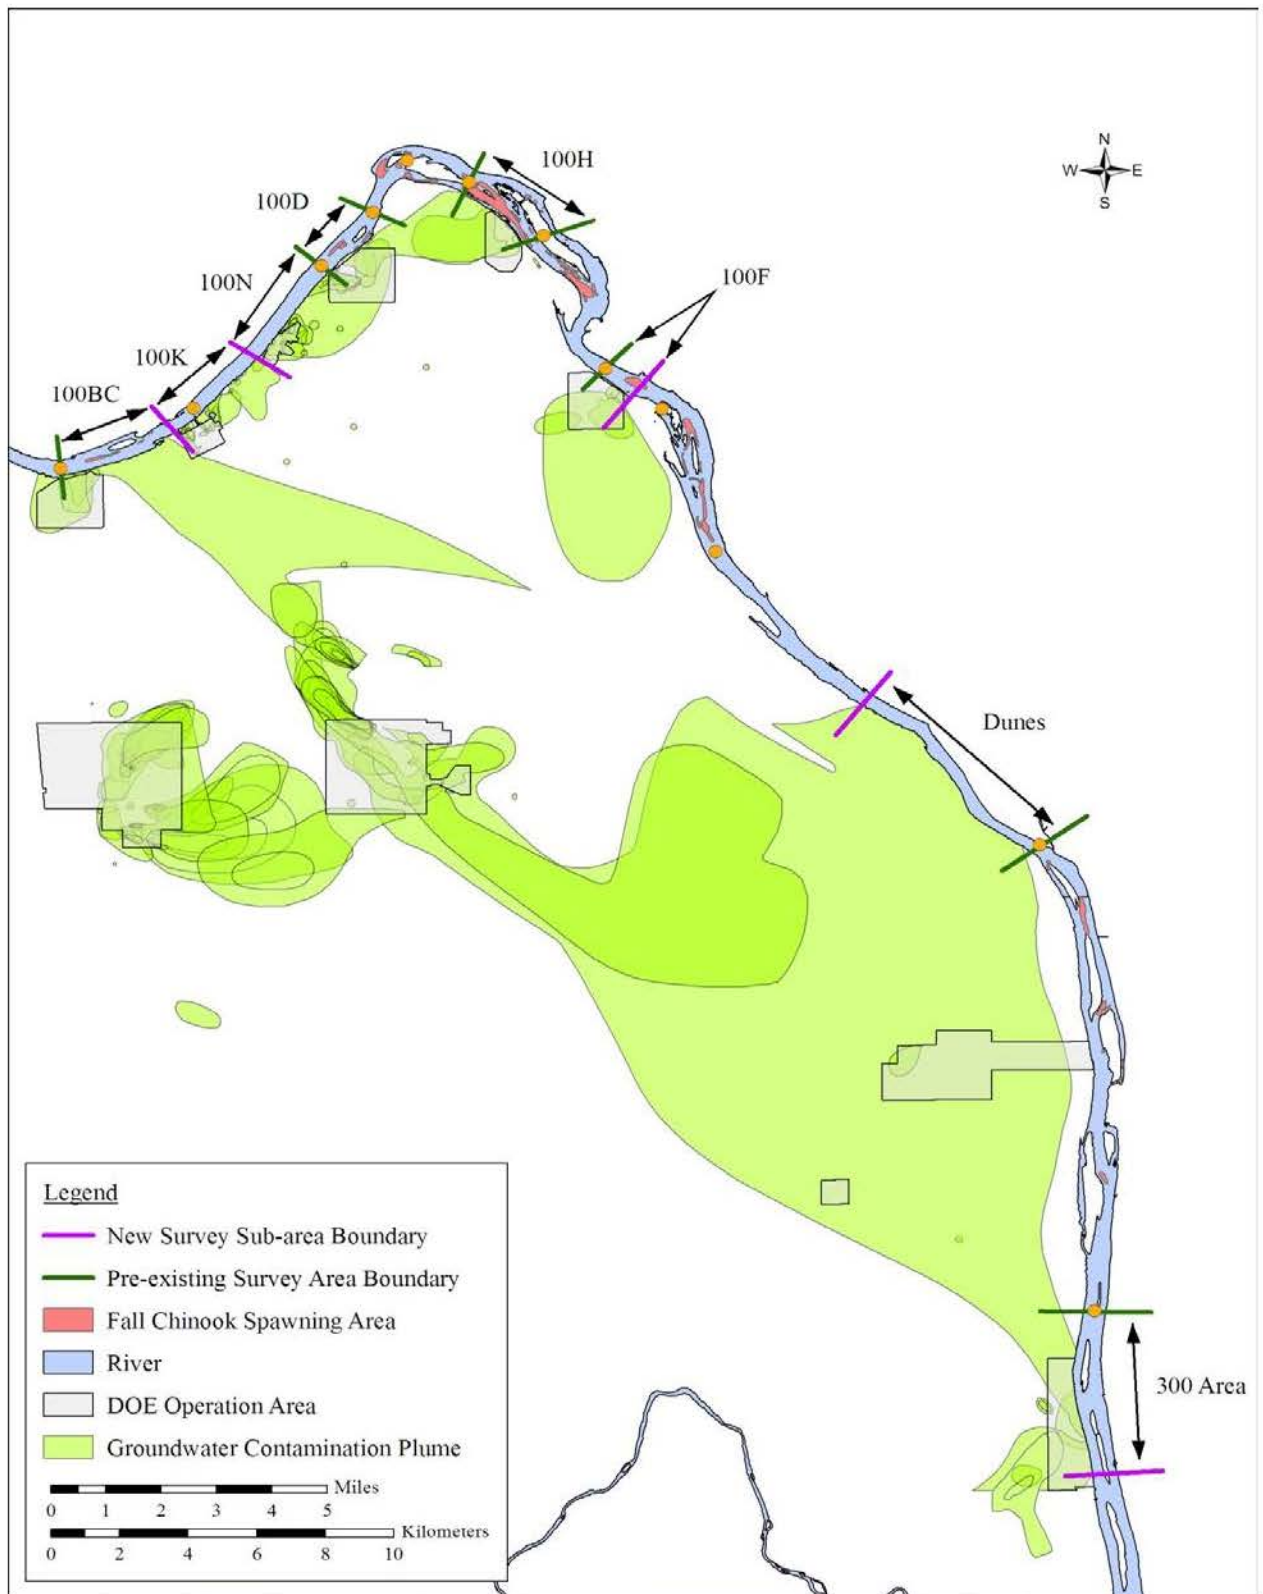 N
W E
S
100H
100D
100N
100F
100K
100BC
Dunes
300 Area
Legend
New Survey Sub-area Boundary
Pre-existing Survey Area Boundary
Fall Chinook Spawning Area
River
DOE Operation Area
Groundwater Contamination Plume
Miles
0 1 2 3 4 5
Kilometers
0 2 4 6 8 10